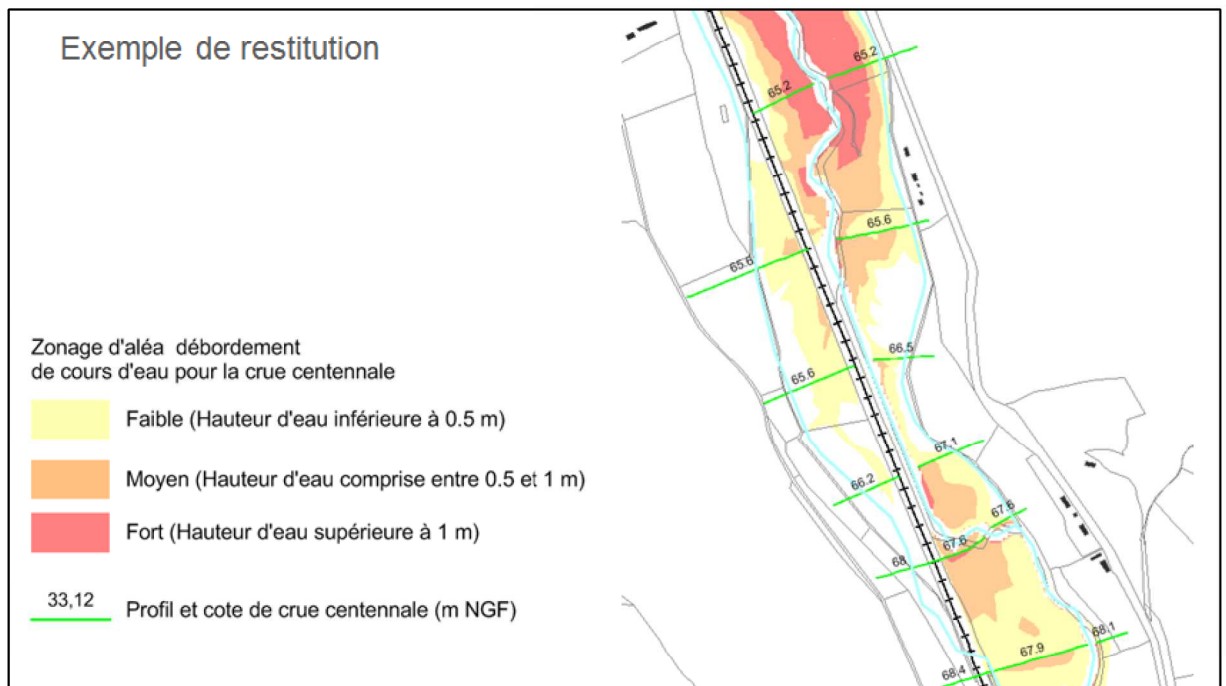 Exemple de restitution
65.2
65.2
65.6
65.6
66.5
65.6
67.1
66.2
67.6
67.6
68
68.1
67.9
68.4
Zonage d'aléa débordement
de cours d'eau pour la crue centennale
Faible (Hauteur d'eau inférieure à 0.5 m)
Moyen (Hauteur d'eau comprise entre 0.5 et 1 m)
Fort (Hauteur d'eau supérieure à 1 m)
33,12
Profil et cote de crue centennale (m NGF)